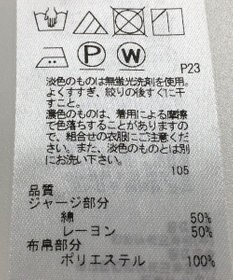 P
W
P23
淡色のものは無蛍光洗剤を使用。
よくすすぎ、絞りの後すぐに干
すこと。
濃色のものは、着用による摩擦
で色落ちすることがありますの
で、組合せの衣服にご注意くださ
い。また、淡色のものとは別
にお洗い下さい。
105
品質
ジャージ部分
綿 50%
レーヨン 50%
布帛部分
ポリエステル 100%